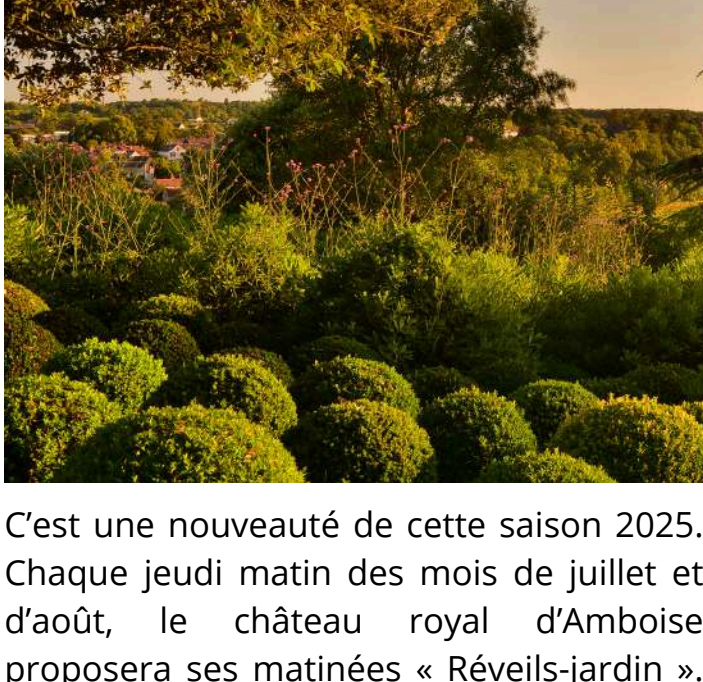 C’est une nouveauté de cette saison 2025.
Chaque jeudi matin des mois de juillet et
d’août, le château royal d’Amboise
proposera ses matinées « Réveils-jardin ».